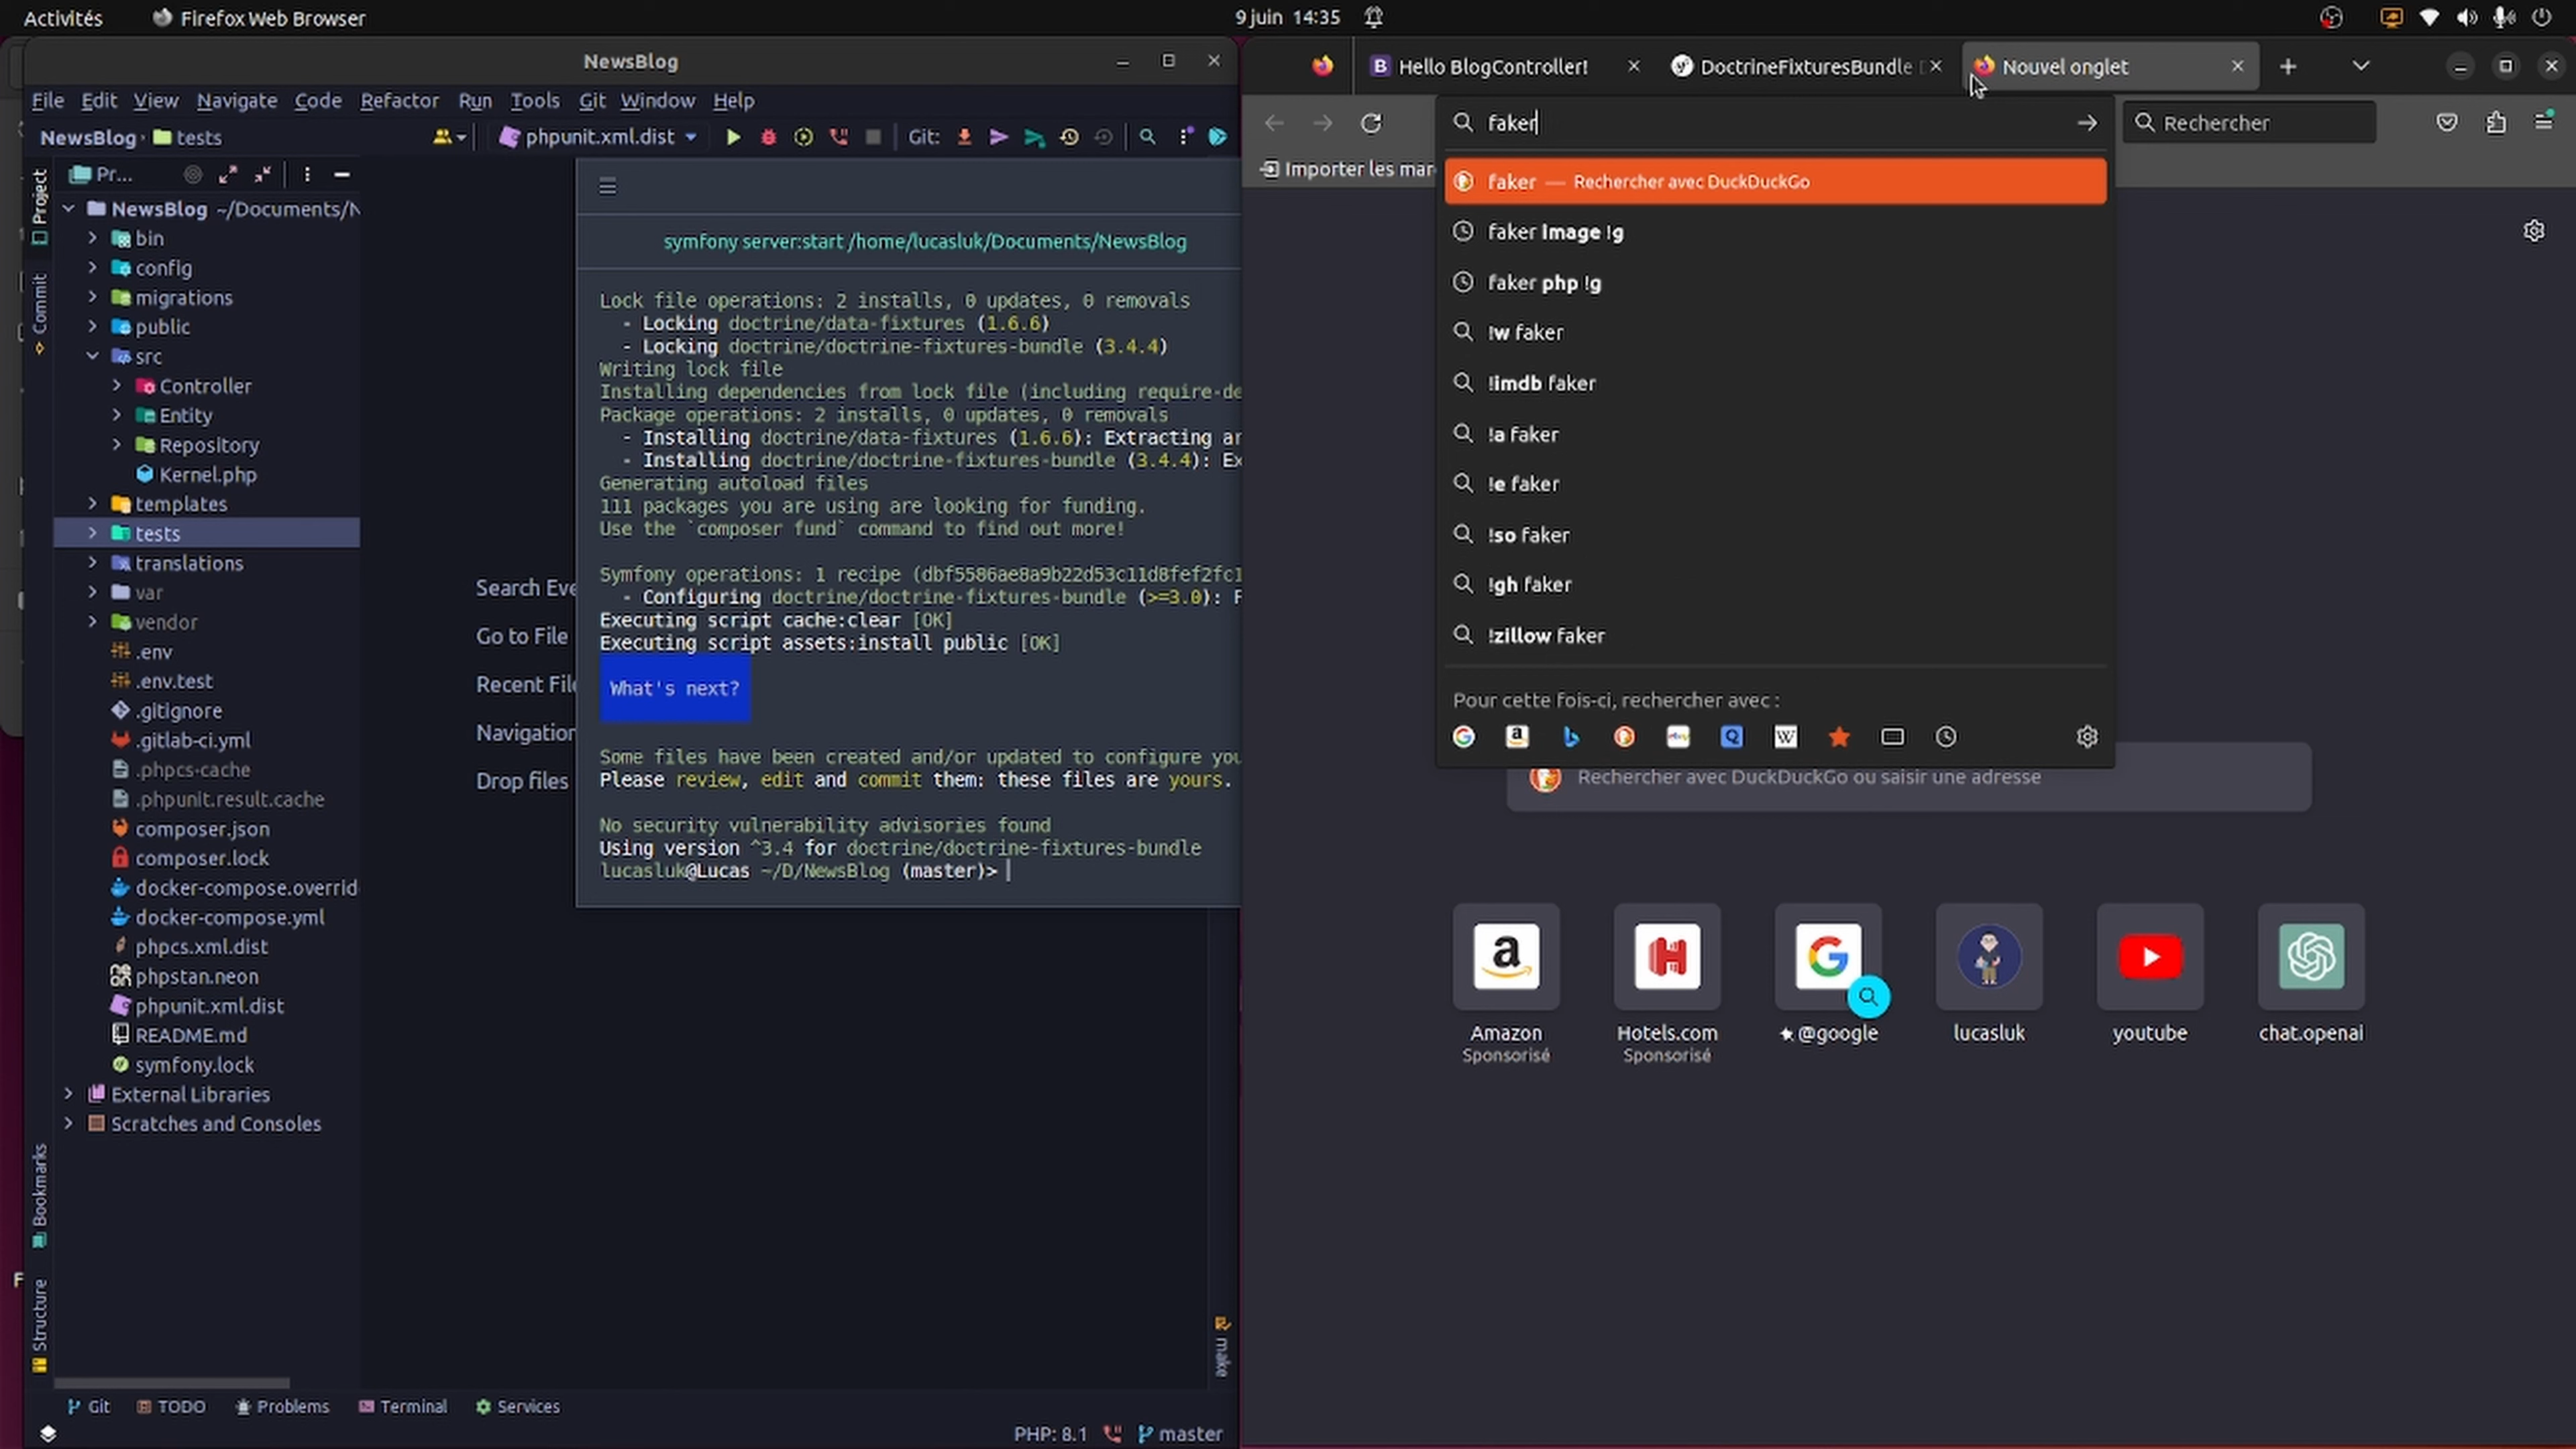 Activités
Firefox Web Browser
9 juin 14:35
NewsBlog
File Edit View Navigate Code Refactor Run Tools Git Window Help
NewsBlog tests
phpunit.xml.dist
Git:
Project
Commit
Bookmarks
Structure
Pr...
NewsBlog ~/Documents/N
bin
config
migrations
public
src
Controller
Entity
Repository
Kernel.php
templates
tests
translations
var
vendor
.env
.env.test
.gitignore
.gitlab-ci.yml
.phpcs-cache
.phpunit.result.cache
composer.json
composer.lock
docker-compose.overrid
docker-compose.yml
phpcs.xml.dist
phpstan.neon
phpunit.xml.dist
README.md
symfony.lock
External Libraries
Scratches and Consoles
Search Eve
Go to File
Recent File
Navigation
Drop files
symfony server:start /home/lucasluk/Documents/NewsBlog
Lock file operations: 2 installs, 0 updates, 0 removals
- Locking doctrine/data-fixtures (1.6.6)
- Locking doctrine/doctrine-fixtures-bundle (3.4.4)
Writing lock file
Installing dependencies from lock file (including require-de
Package operations: 2 installs, 0 updates, 0 removals
- Installing doctrine/data-fixtures (1.6.6): Extracting ar
- Installing doctrine/doctrine-fixtures-bundle (3.4.4): Ex
Generating autoload files
111 packages you are using are looking for funding.
Use the `composer fund` command to find out more!
Symfony operations: 1 recipe (dbf5586ae8a9b22d53c11d8fef2fc1
- Configuring doctrine/doctrine-fixtures-bundle (>=3.0): F
Executing script cache:clear [OK]
Executing script assets:install public [OK]
What's next?
Some files have been created and/or updated to configure you
Please review, edit and commit them: these files are yours.
No security vulnerability advisories found
Using version ^3.4 for doctrine/doctrine-fixtures-bundle
lucasluk@Lucas ~/D/NewsBlog (master)>
make
Git TODO Problems Terminal Services
PHP: 8.1 master
Hello BlogController!
DoctrineFixturesBundle
Nouvel onglet
faker
Rechercher
Importer les mar
faker — Rechercher avec DuckDuckGo
faker image !g
faker php !g
!w faker
!imdb faker
!a faker
!e faker
!so faker
!gh faker
!zillow faker
Pour cette fois-ci, rechercher avec :
Rechercher avec DuckDuckGo ou saisir une adresse
Amazon
Sponsorisé
Hotels.com
Sponsorisé
@google
lucasluk
youtube
chat.openai